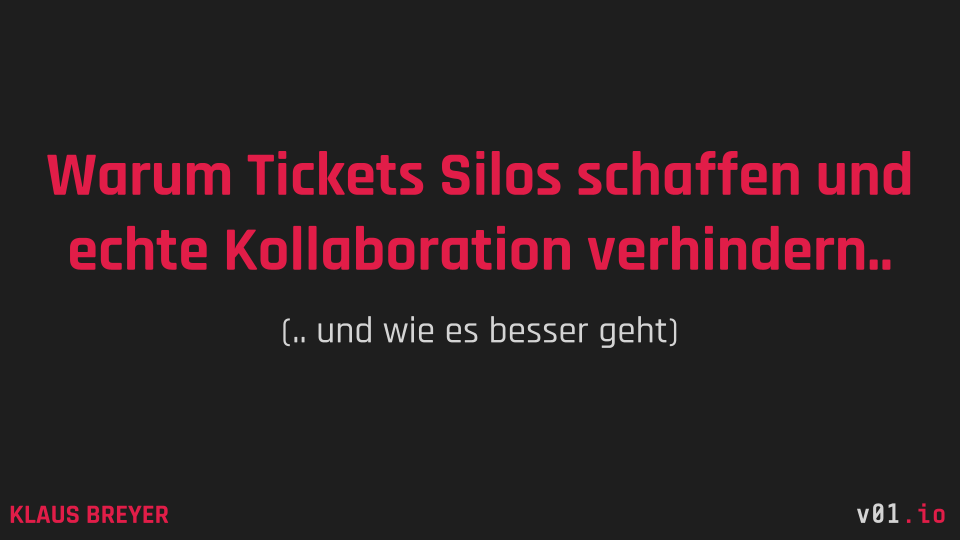 Warum Tickets Silos schaffen und
echte Kollaboration verhindern..
(.. und wie es besser geht)
KLAUS BREYER
v01.io